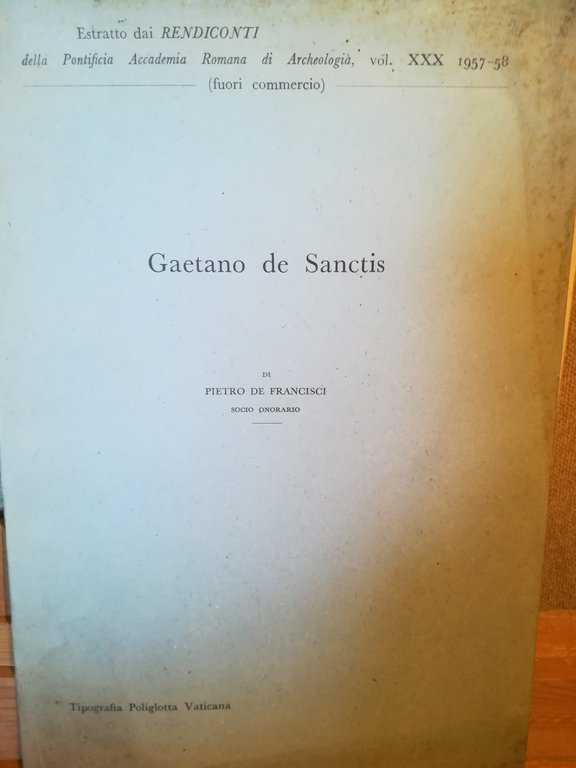 Estratto dai RENDICONTI
della Pontificia Accademia Romana di Archeologia, vol. XXX 1957-58
(fuori commercio)
Gaetano de Sanctis
DI
PIETRO DE FRANCISCI
SOCIO ONORARIO
Tipografia Poliglotta Vaticana